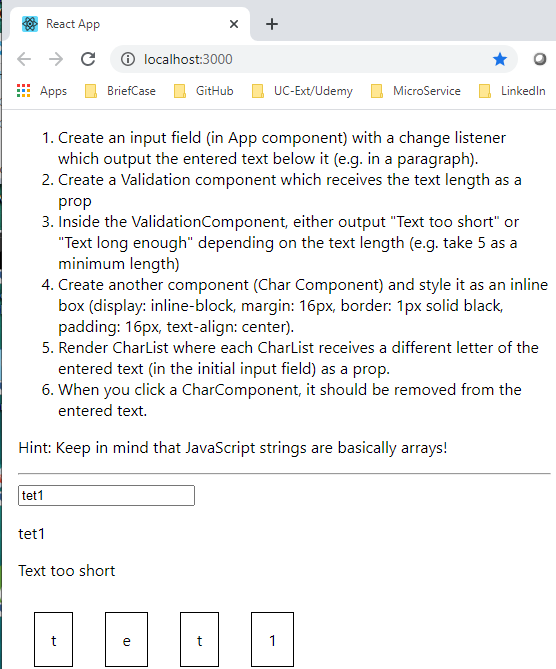 React App
localhost:3000
Apps BriefCase GitHub UC-Ext/Udemy MicroService LinkedIn
1. Create an input field (in App component) with a change listener
which output the entered text below it (e.g. in a paragraph).
2. Create a Validation component which receives the text length as a
prop
3. Inside the ValidationComponent, either output "Text too short" or
"Text long enough" depending on the text length (e.g. take 5 as a
minimum length)
4. Create another component (Char Component) and style it as an inline
box (display: inline-block, margin: 16px, border: 1px solid black,
padding: 16px, text-align: center).
5. Render CharList where each CharList receives a different letter of the
entered text (in the initial input field) as a prop.
6. When you click a CharComponent, it should be removed from the
entered text.
Hint: Keep in mind that JavaScript strings are basically arrays!
tet1
tet1
Text too short
t e t 1